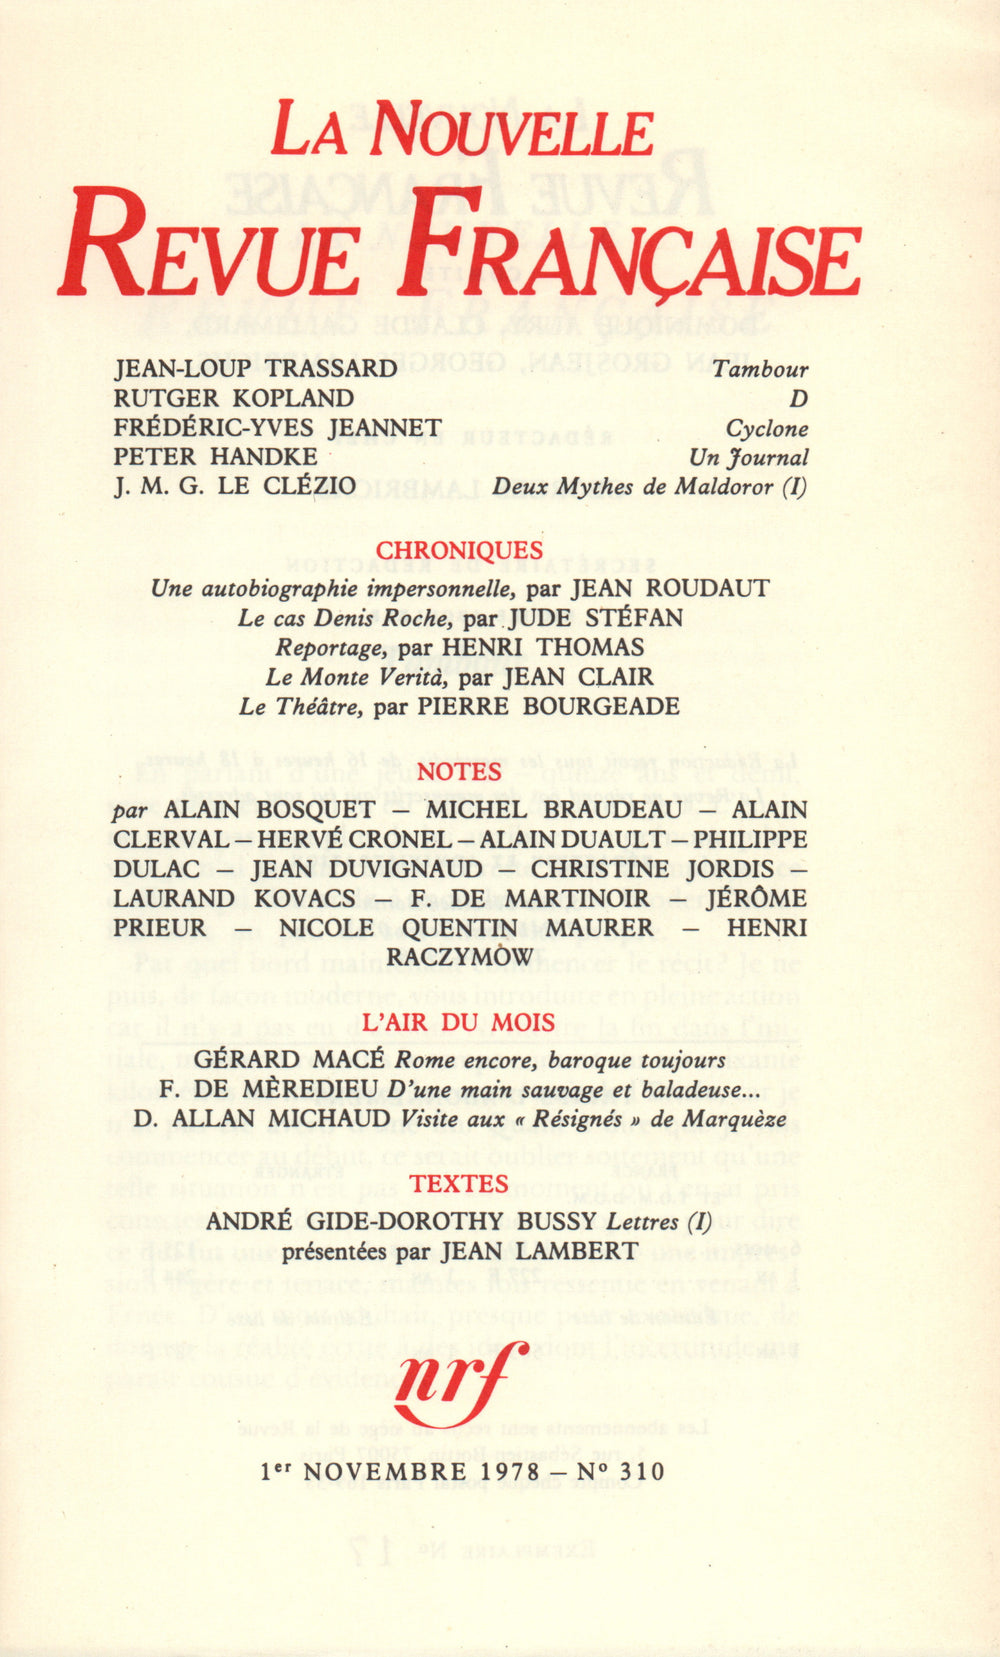 LA NOUVELLE
REVUE FRANÇAISE
JEAN-LOUP TRASSARD Tambour
RUTGER KOPLAND D
FRÉDÉRIC-YVES JEANNET Cyclone
PETER HANDKE Un Journal
J. M. G. LE CLÉZIO Deux Mythes de Maldoror (I)
CHRONIQUES
Une autobiographie impersonnelle, par JEAN ROUDAUT
Le cas Denis Roche, par JUDE STÉFAN
Reportage, par HENRI THOMAS
Le Monte Verità, par JEAN CLAIR
Le Théâtre, par PIERRE BOURGEADE
NOTES
par ALAIN BOSQUET – MICHEL BRAUDEAU – ALAIN
CLERVAL – HERVÉ CRONEL – ALAIN DUAULT – PHILIPPE
DULAC – JEAN DUVIGNAUD – CHRISTINE JORDIS –
LAURAND KOVACS – F. DE MARTINOIR – JÉRÔME
PRIEUR – NICOLE QUENTIN MAURER – HENRI
RACZYMOW
L'AIR DU MOIS
GÉRARD MACÉ Rome encore, baroque toujours
F. DE MÈREDIEU D'une main sauvage et baladeuse...
D. ALLAN MICHAUD Visite aux « Résignés » de Marquèze
TEXTES
ANDRÉ GIDE-DOROTHY BUSSY Lettres (I)
présentées par JEAN LAMBERT
nrf
1er NOVEMBRE 1978 – No 310